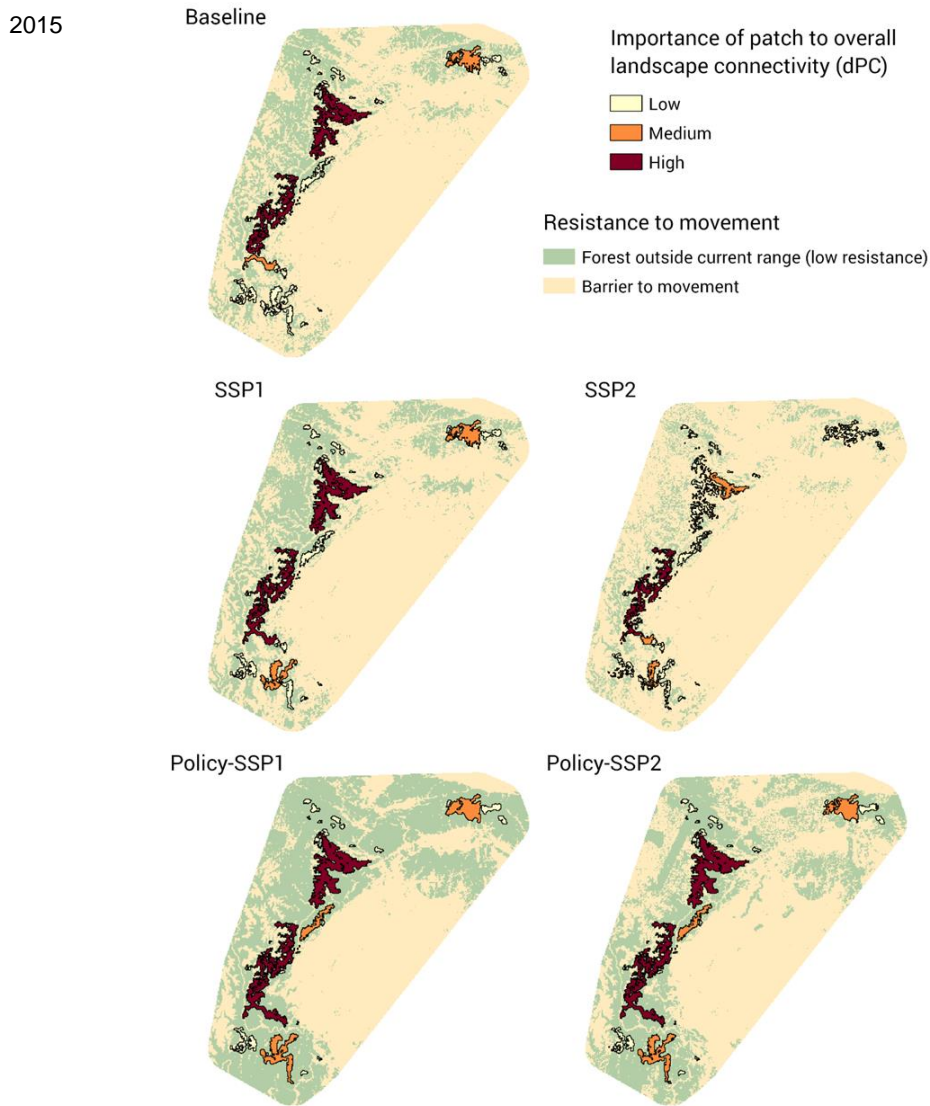 2015
Baseline
Importance of patch to overall
landscape connectivity (dPC)
Low
Medium
High
Resistance to movement
Forest outside current range (low resistance)
Barrier to movement
SSP1
SSP2
Policy-SSP1
Policy-SSP2